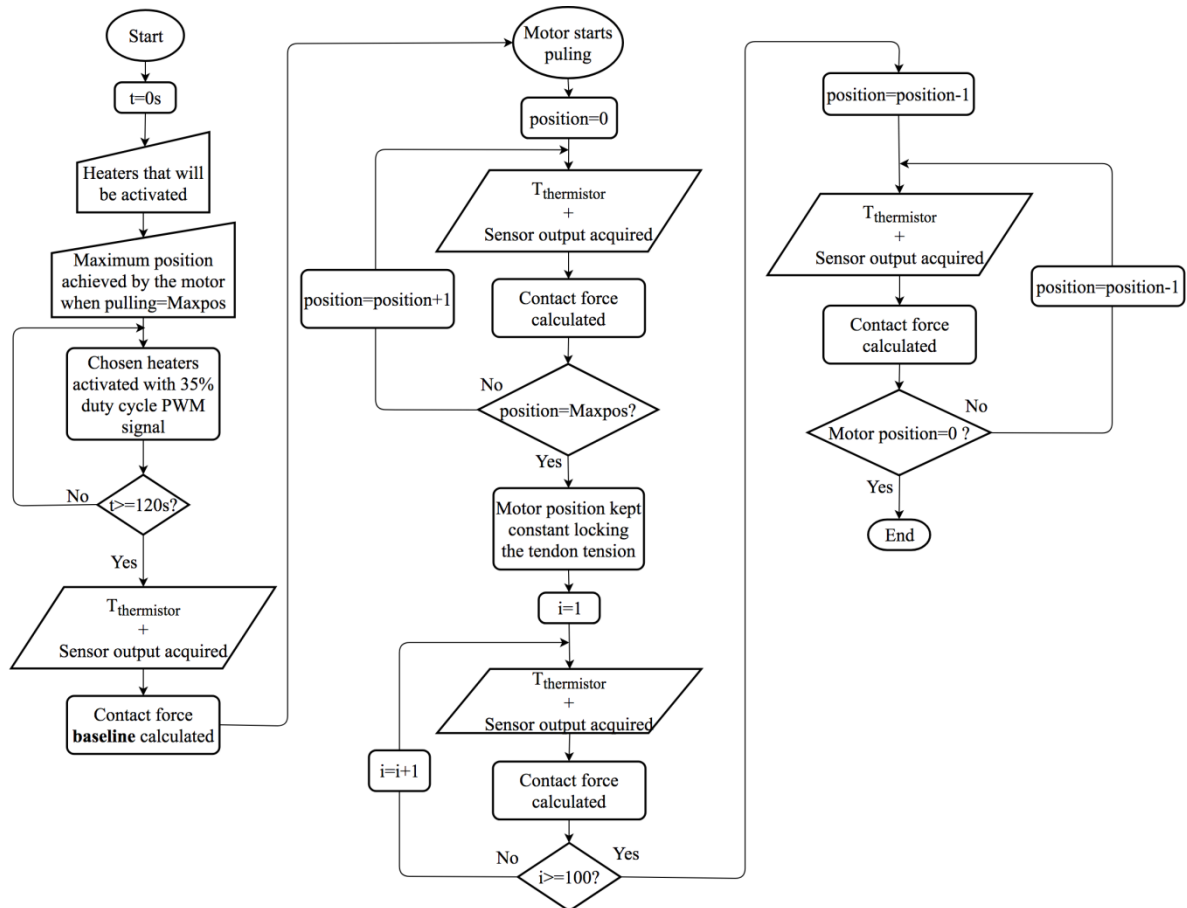 Start
t=0s
Heaters that will
be activated
Maximum position
achieved by the motor
when pulling=Maxpos
Chosen heaters
activated with 35%
duty cycle PWM
signal
No
t>=120s?
Yes
Tthermistor
+
Sensor output acquired
Contact force
baseline calculated
Motor starts
puling
position=0
Tthermistor
+
Sensor output acquired
position=position+1
Contact force
calculated
No
position=Maxpos?
Yes
Motor position kept
constant locking
the tendon tension
i=1
Tthermistor
+
Sensor output acquired
i=i+1
Contact force
calculated
No
Yes
i>=100?
position=position-1
Tthermistor
+
Sensor output acquired
position=position-1
Contact force
calculated
No
Motor position=0 ?
Yes
End